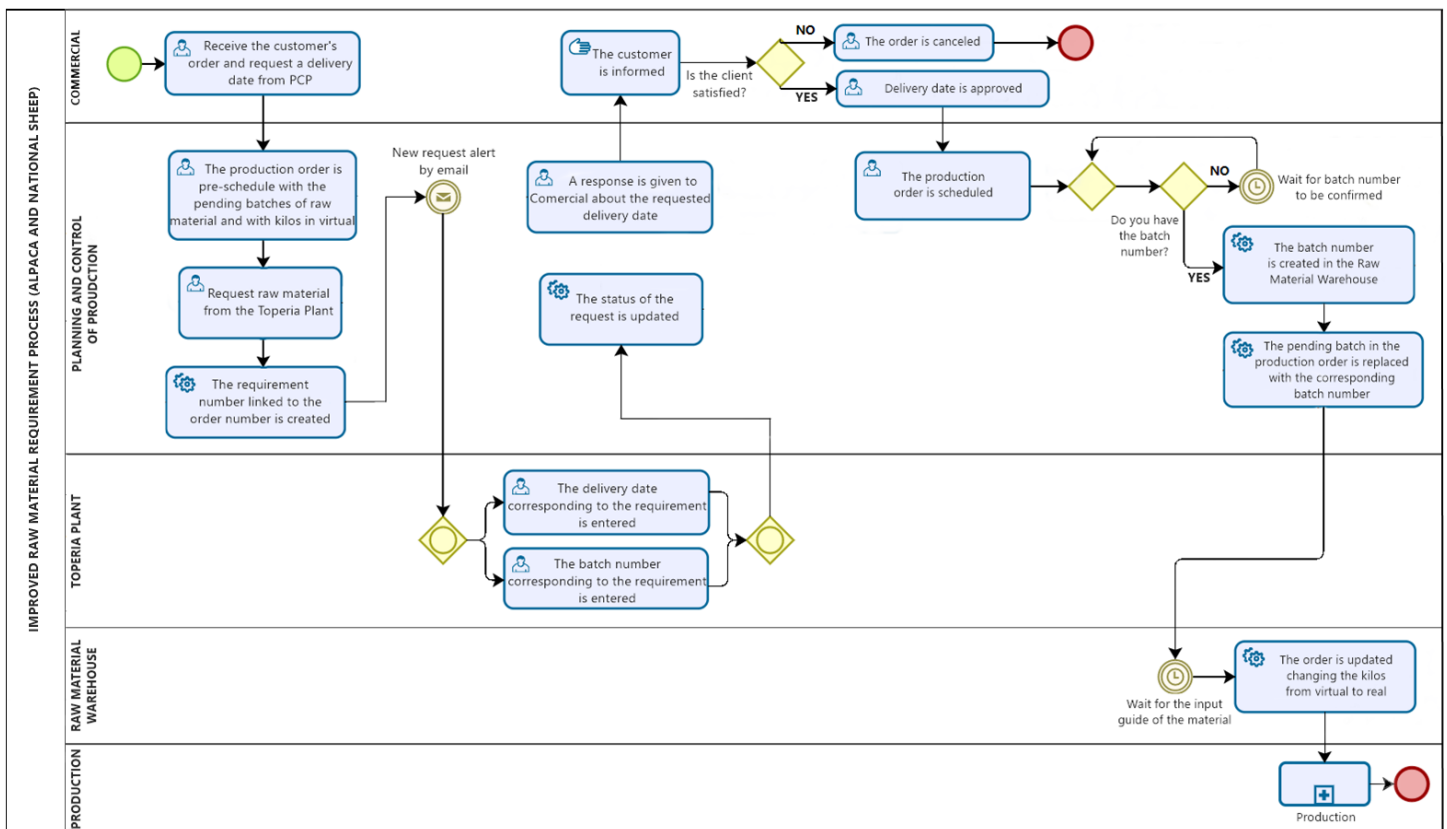 IMPROVED RAW MATERIAL REQUIREMENT PROCESS (ALPACA AND NATIONAL SHEEP)
COMMERCIAL
Receive the customer's
order and request a delivery
date from PCP
The customer
is informed
Is the client
satisfied?
NO
The order is canceled
YES
Delivery date is approved
PLANNING AND CONTROL
OF PROUDCTION
The production order is
pre-schedule with the
pending batches of raw
material and with kilos in virtual
Request raw material
from the Toperia Plant
The requirement
number linked to the
order number is created
New request alert
by email
A response is given to
Comercial about the requested
delivery date
The status of the
request is updated
The production
order is scheduled
Do you have
the batch
number?
NO
Wait for batch number
to be confirmed
YES
The batch number
is created in the Raw
Material Warehouse
The pending batch in the
production order is replaced
with the corresponding
batch number
TOPERIA PLANT
The delivery date
corresponding to the requirement
is entered
The batch number
corresponding to the requirement
is entered
RAW MATERIAL
WAREHOUSE
Wait for the input
guide of the material
The order is updated
changing the kilos
from virtual to real
PRODUCTION
Production